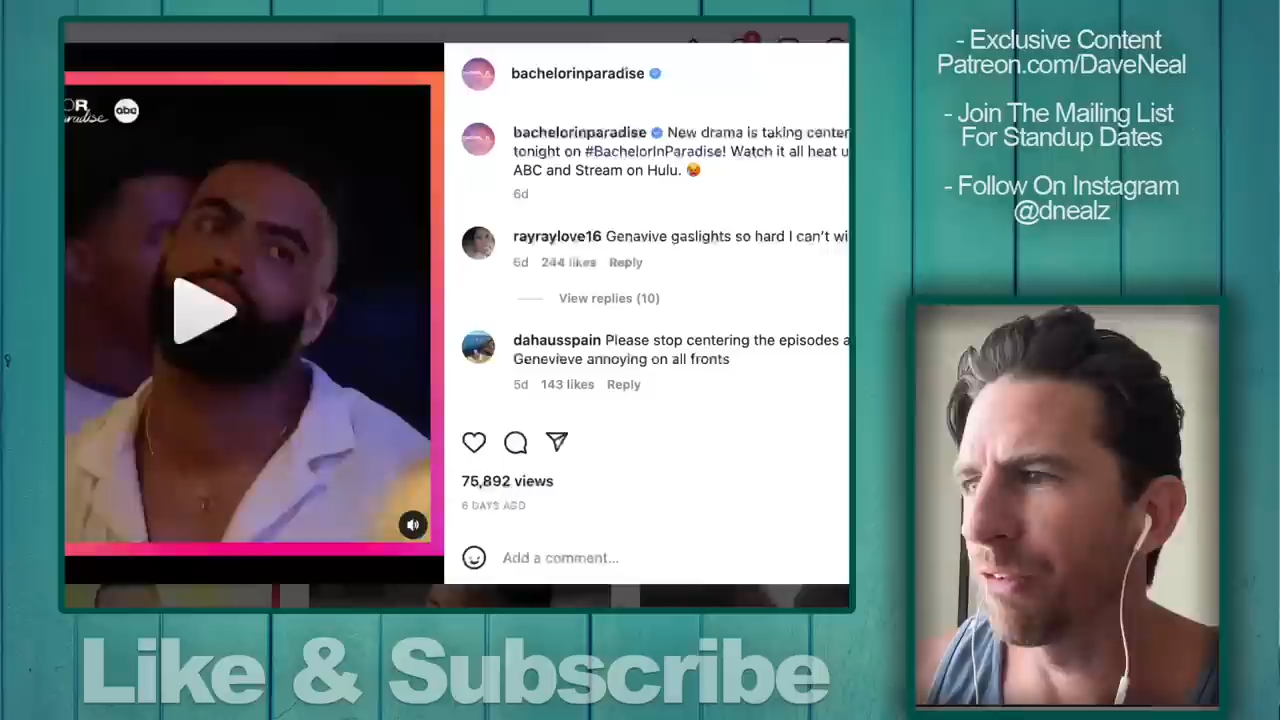 - Exclusive Content
Patreon.com/DaveNeal
- Join The Mailing List
For Standup Dates
- Follow On Instagram
@dnealz
OR
radise
abc
bachelorinparadise
bachelorinparadise New drama is taking center
tonight on #BachelorInParadise! Watch it all heat u
ABC and Stream on Hulu.
6d
rayraylove16 Genavive gaslights so hard I can't wi
6d 244 likes Reply
View replies (10)
dahausspain Please stop centering the episodes a
Genevieve annoying on all fronts
5d 143 likes Reply
75,892 views
6 DAYS AGO
Add a comment...
Like & Subscribe